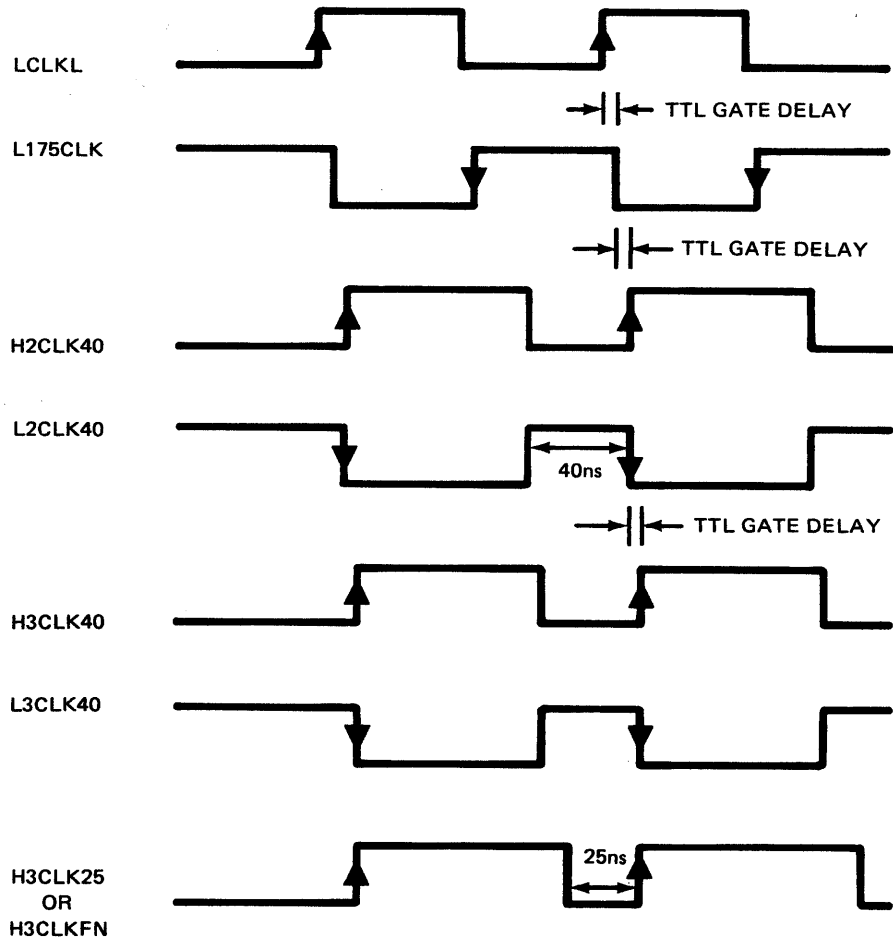 LCLKL
TTL GATE DELAY
L175CLK
TTL GATE DELAY
H2CLK40
L2CLK40
40ns
TTL GATE DELAY
H3CLK40
L3CLK40
25ns
H3CLK25
OR
H3CLKFN